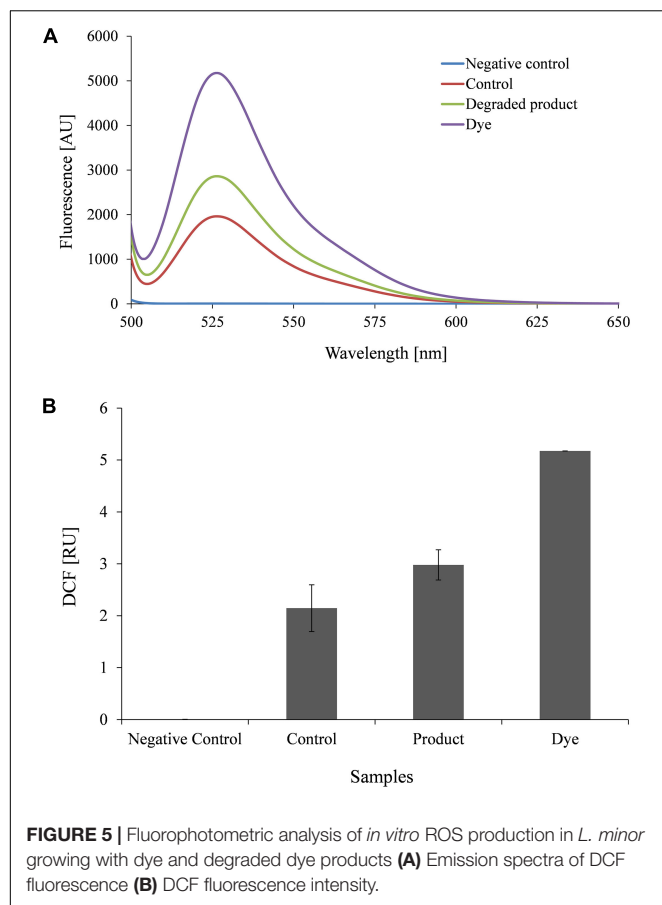 A
6000
5000
4000
3000
2000
1000
0
Fluorescence [AU]
Negative control
Control
Degraded product
Dye
500 525 550 575 600 625 650
Wavelength [nm]
B
6
5
4
3
2
1
0
DCF [RU]
Negative Control Control Product Dye
Samples
FIGURE 5 | Fluorophotometric analysis of in vitro ROS production in L. minor
growing with dye and degraded dye products (A) Emission spectra of DCF
fluorescence (B) DCF fluorescence intensity.